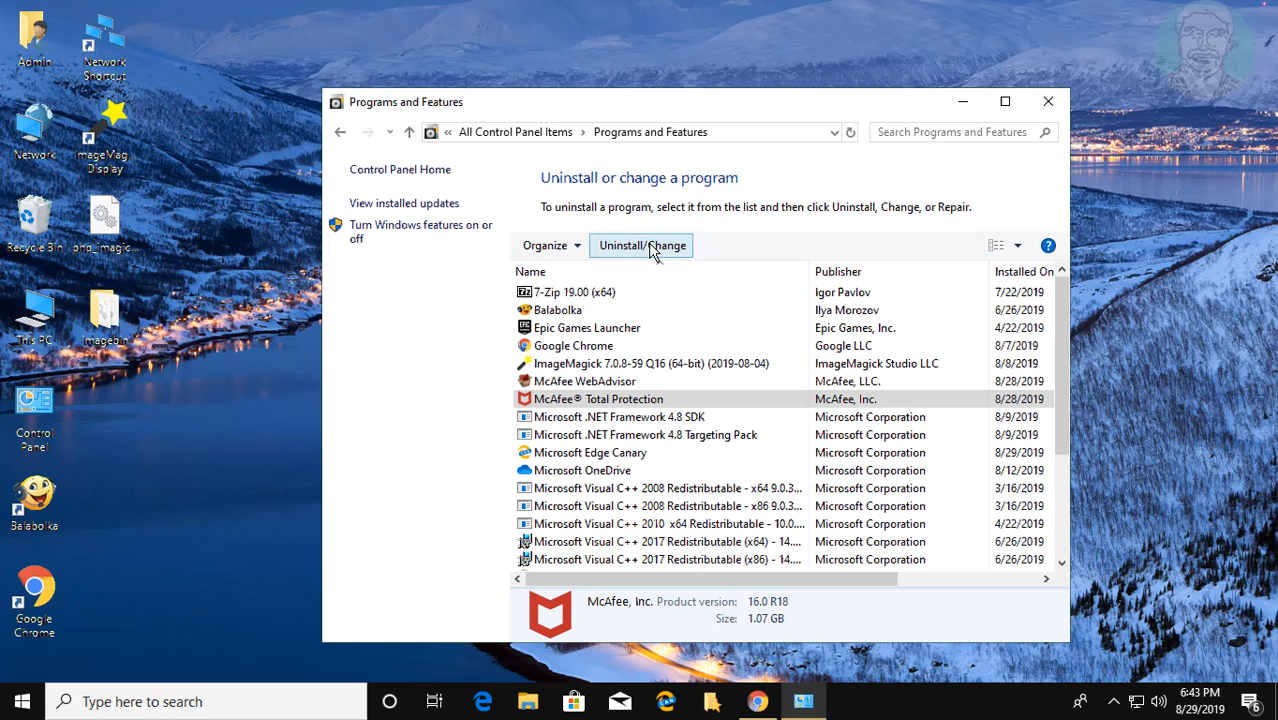 Admin
Network Shortcut
Network
imageMag Display
Recycle Bin
php_imagic...
This PC
imagebin
Control Panel
Balabolka
Google Chrome
Programs and Features
« All Control Panel Items > Programs and Features
Search Programs and Features
Control Panel Home
View installed updates
Turn Windows features on or off
Uninstall or change a program
To uninstall a program, select it from the list and then click Uninstall, Change, or Repair.
Organize Uninstall/Change
Name Publisher Installed On
7-Zip 19.00 (x64) Igor Pavlov 7/22/2019
Balabolka Ilya Morozov 6/26/2019
Epic Games Launcher Epic Games, Inc. 4/22/2019
Google Chrome Google LLC 8/7/2019
ImageMagick 7.0.8-59 Q16 (64-bit) (2019-08-04) ImageMagick Studio LLC 8/8/2019
McAfee WebAdvisor McAfee, LLC. 8/28/2019
McAfee® Total Protection McAfee, Inc. 8/28/2019
Microsoft .NET Framework 4.8 SDK Microsoft Corporation 8/9/2019
Microsoft .NET Framework 4.8 Targeting Pack Microsoft Corporation 8/9/2019
Microsoft Edge Canary Microsoft Corporation 8/29/2019
Microsoft OneDrive Microsoft Corporation 8/12/2019
Microsoft Visual C++ 2008 Redistributable - x64 9.0.3... Microsoft Corporation 3/16/2019
Microsoft Visual C++ 2008 Redistributable - x86 9.0.3... Microsoft Corporation 3/16/2019
Microsoft Visual C++ 2010 x64 Redistributable - 10.0.... Microsoft Corporation 4/22/2019
Microsoft Visual C++ 2017 Redistributable (x64) - 14.... Microsoft Corporation 6/26/2019
Microsoft Visual C++ 2017 Redistributable (x86) - 14.... Microsoft Corporation 6/26/2019
McAfee, Inc. Product version: 16.0 R18
Size: 1.07 GB
Type here to search
6:43 PM
8/29/2019
6